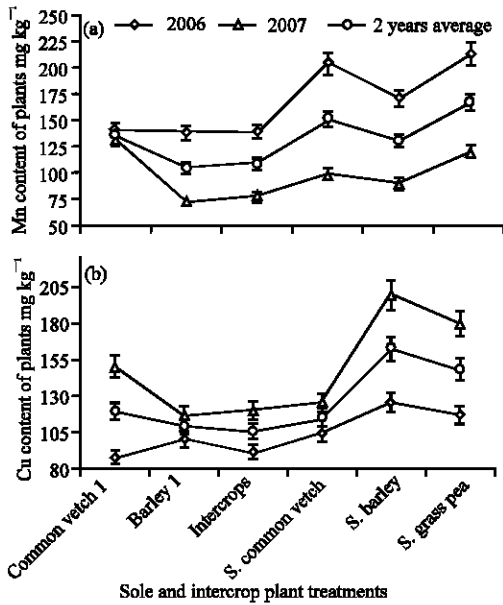 2006 2007 2 years average
(a)
Mn content of plants mg kg⁻
250
225
200
175
150
125
100
75
50
(b)
Cu content of plants mg kg⁻¹
205
180
155
130
105
80
Common vetch 1
Barley 1
Intercrops
S. common vetch
S. barley
S. grass pea
Sole and intercrop plant treatments